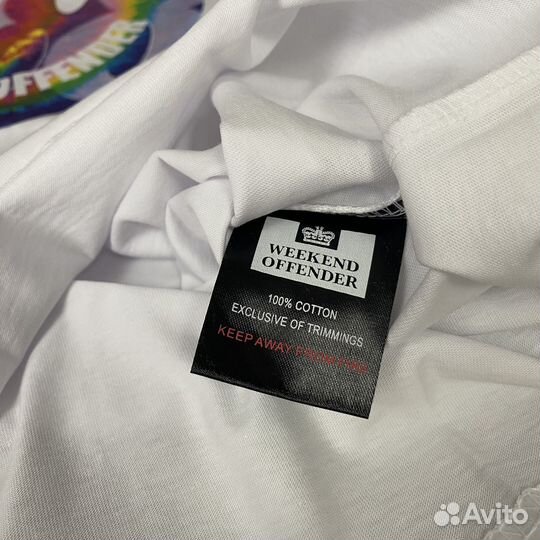 OFFENDER
WEEKEND
OFFENDER
100% COTTON
EXCLUSIVE OF TRIMMINGS
KEEP AWAY FROM FIRE
Avito